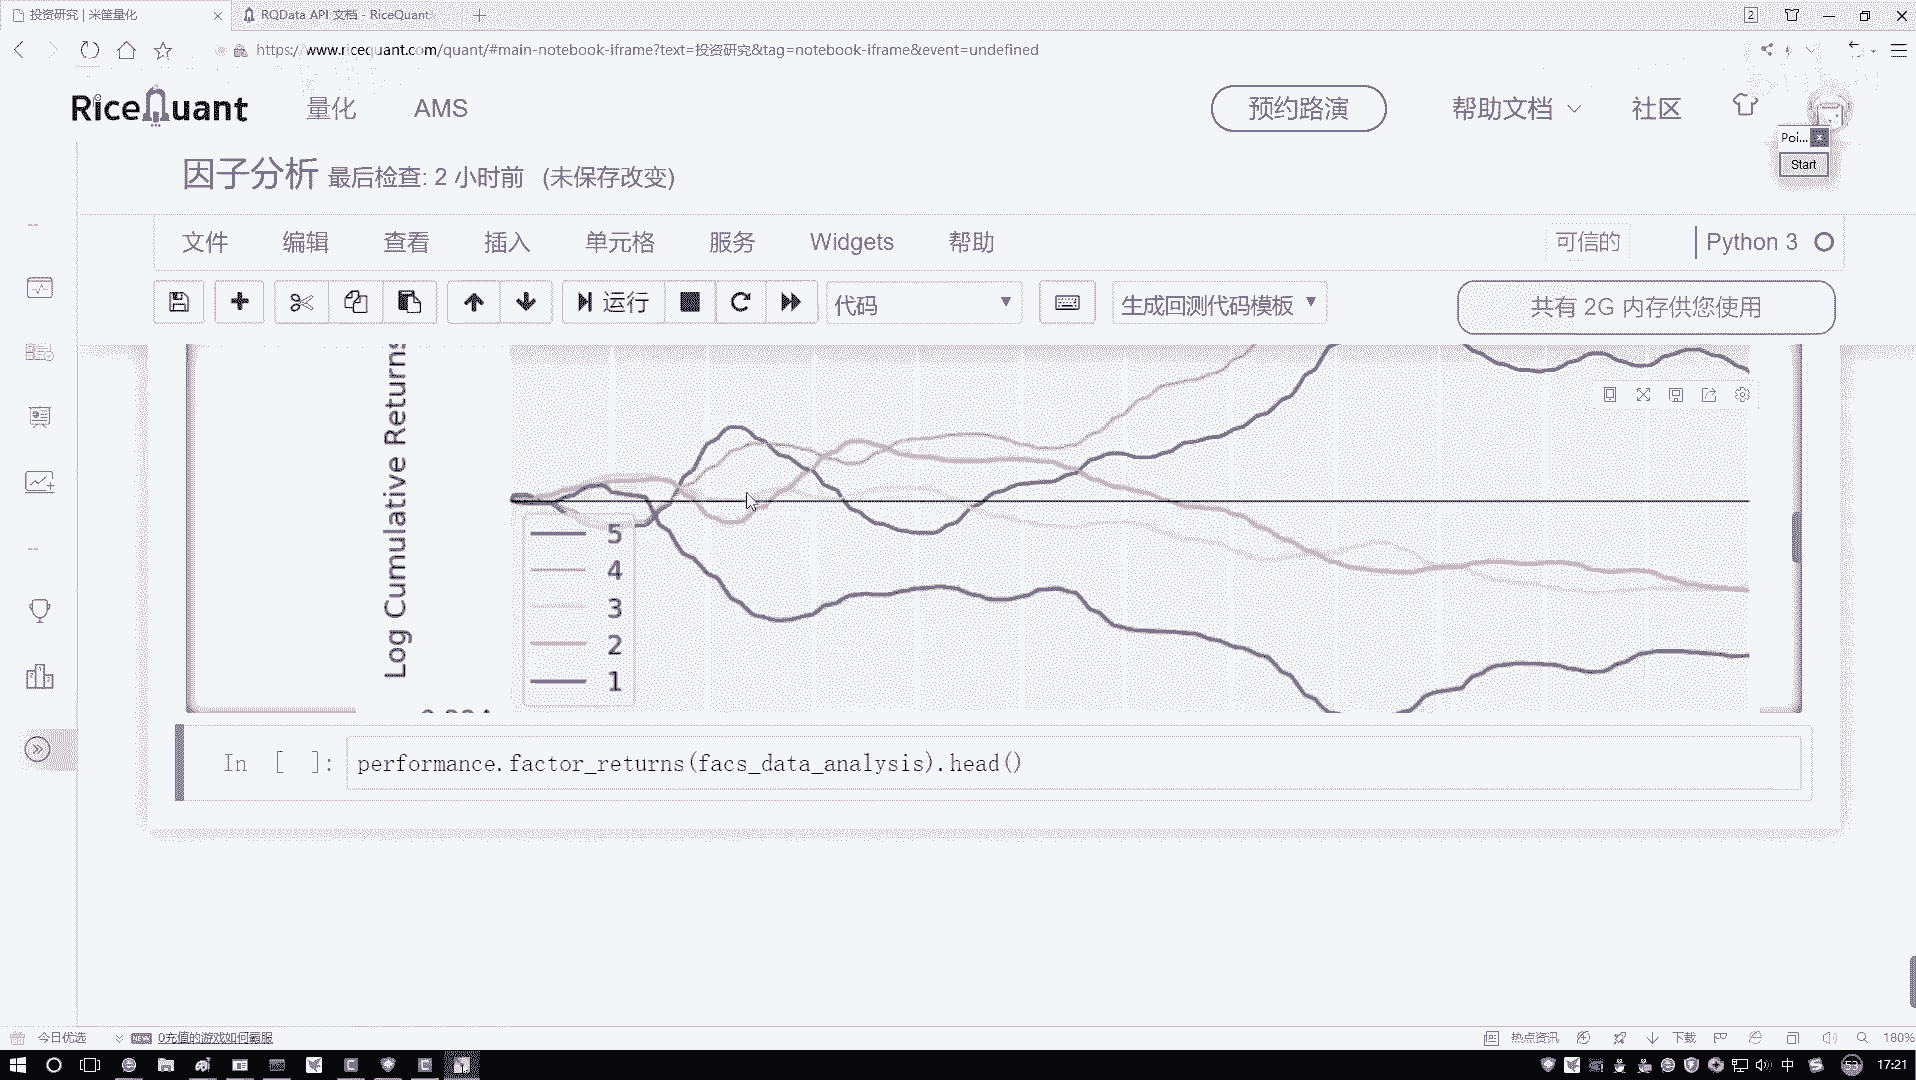 投资研究 | 米筐量化
RQData API 文档 - RiceQuant
2
https://www.ricequant.com/quant/#main-notebook-iframe?text=投资研究&tag=notebook-iframe&event=undefined
RiceQuant
量化
AMS
预约路演
帮助文档
社区
Poi...
Start
因子分析 最后检查: 2 小时前 (未保存改变)
文件
编辑
查看
插入
单元格
服务
Widgets
帮助
可信的
Python 3
运行
代码
生成回测代码模板
共有 2G 内存供您使用
Log Cumulative Returns
5
4
3
2
1
In [ ]:
performance.factor_returns(facs_data_analysis).head()
今日优选
NEW
0充值的游戏如何霸服
热点资讯
下载
180%
中
53
17:21